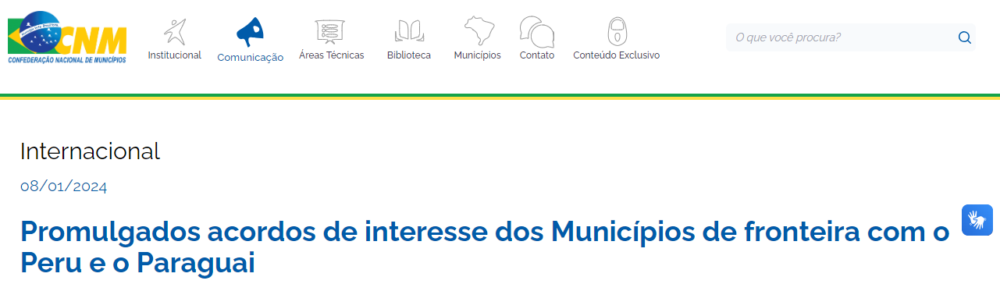 CNM
CONFEDERAÇÃO NACIONAL DE MUNICÍPIOS
Institucional
Comunicação
Áreas Técnicas
Biblioteca
Municípios
Contato
Conteúdo Exclusivo
O que você procura?
Internacional
08/01/2024
Promulgados acordos de interesse dos Municípios de fronteira com o
Peru e o Paraguai